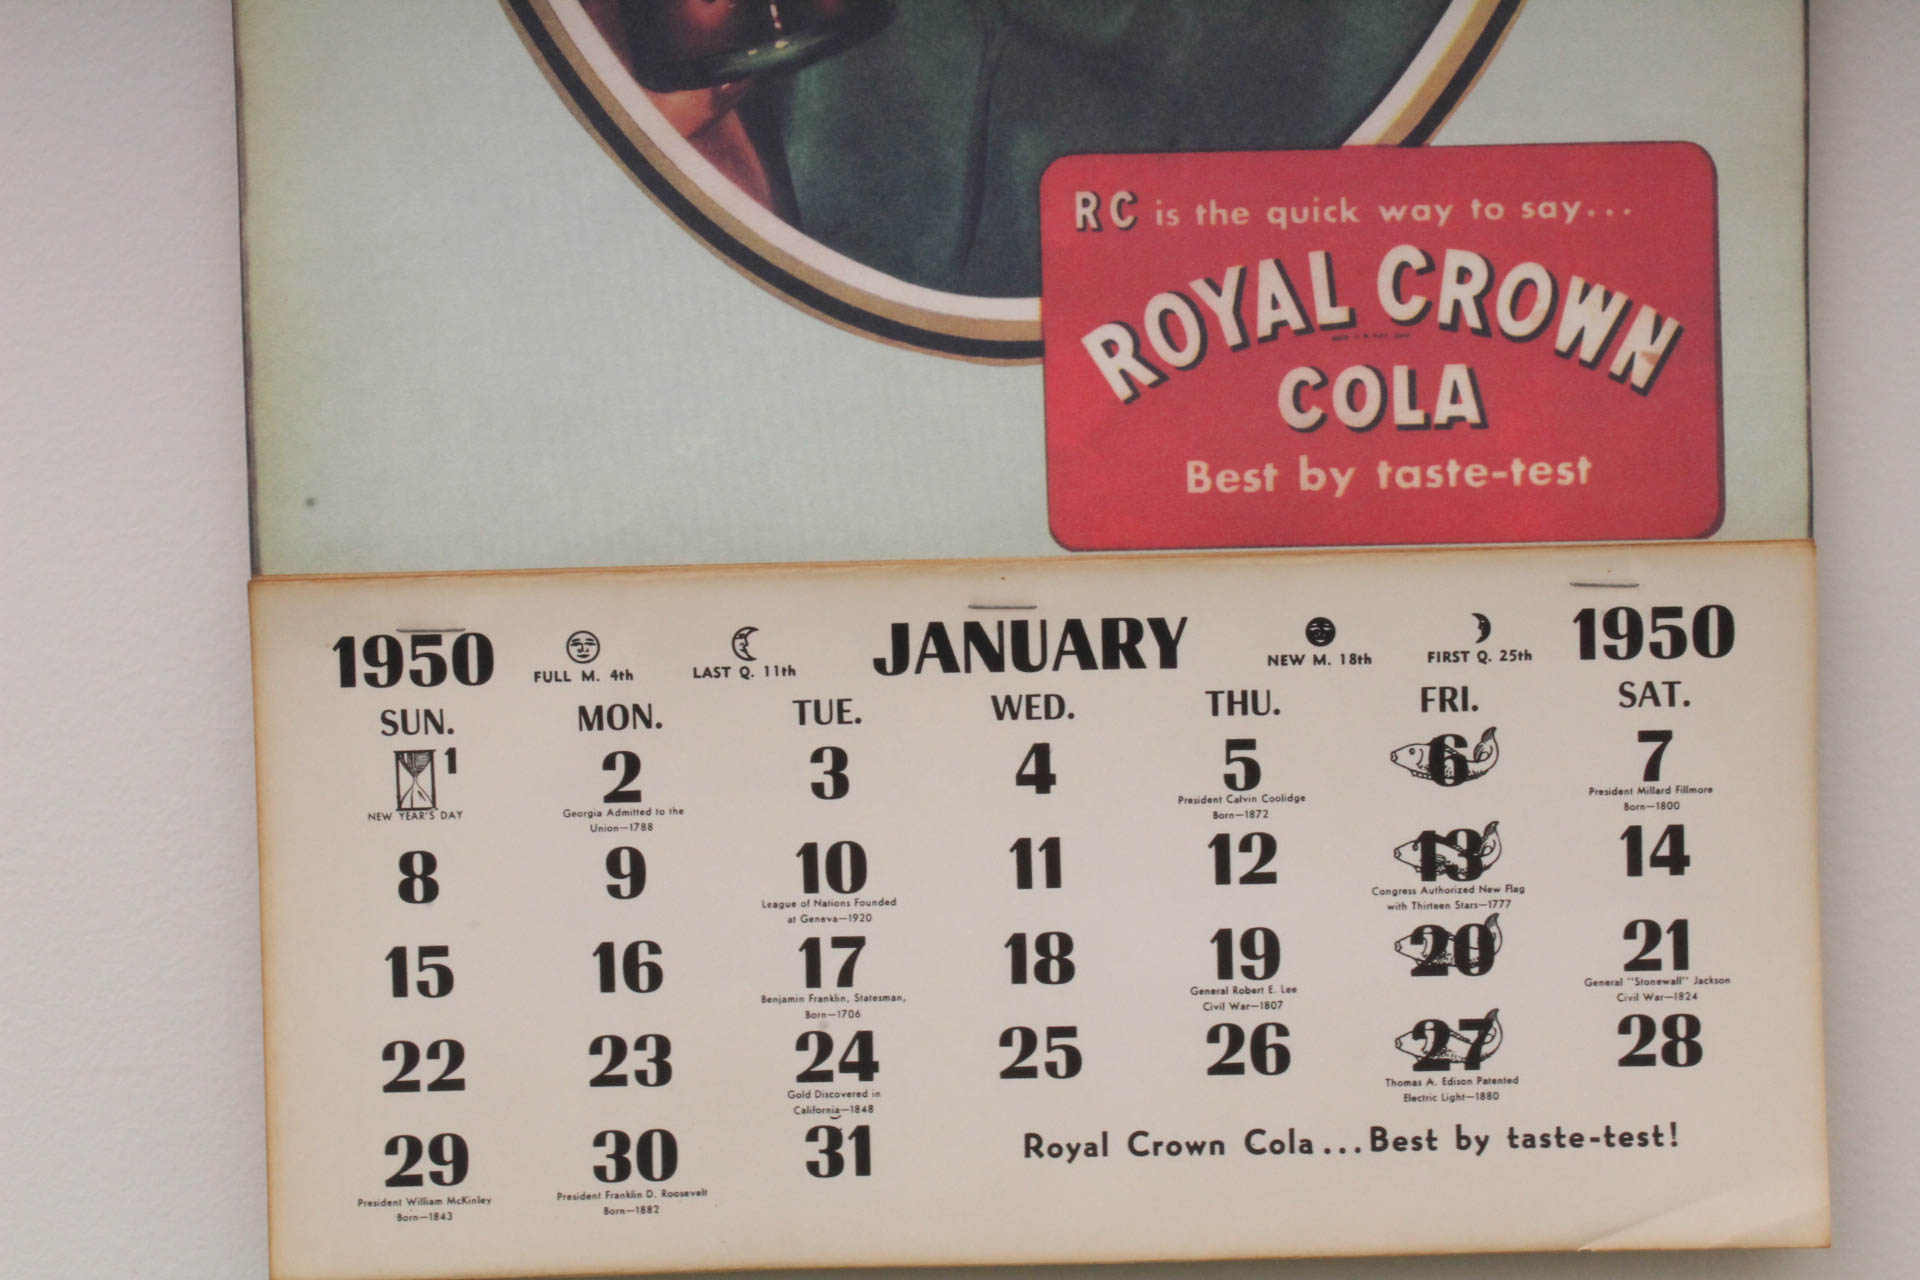 RC is the quick way to say...
ROYAL CROWN
COLA
Best by taste-test
1950 FULL M. 4th LAST Q. 11th JANUARY NEW M. 18th FIRST Q. 25th 1950
SUN. MON. TUE. WED. THU. FRI. SAT.
1 2 3 4 5 6 7
NEW YEAR'S DAY
Georgia Admitted to the
Union—1788
President Calvin Coolidge
Born—1872
President Millard Fillmore
Born—1800
8 9 10 11 12 13 14
League of Nations Founded
at Geneva—1920
Congress Authorized New Flag
with Thirteen Stars—1777
15 16 17 18 19 20 21
Benjamin Franklin, Statesman,
Born—1706
General Robert E. Lee
Civil War—1807
General "Stonewall" Jackson
Civil War—1824
22 23 24 25 26 27 28
Gold Discovered in
California—1848
Thomas A. Edison Patented
Electric Light—1880
29 30 31
President William McKinley
Born—1843
President Franklin D. Roosevelt
Born—1882
Royal Crown Cola...Best by taste-test!